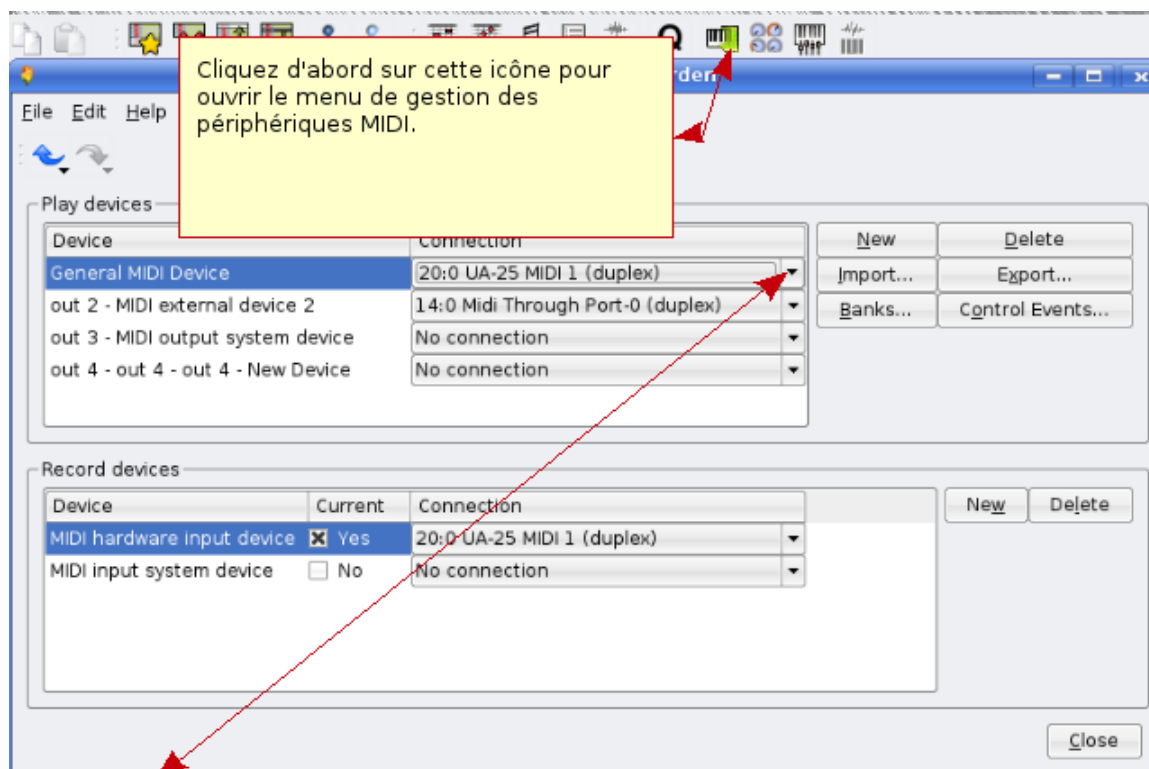 Cliquez d'abord sur cette icône pour
ouvrir le menu de gestion des
périphériques MIDI.
rden
File Edit Help
Play devices
Device Connection
General MIDI Device 20:0 UA-25 MIDI 1 (duplex)
out 2 - MIDI external device 2 14:0 Midi Through Port-0 (duplex)
out 3 - MIDI output system device No connection
out 4 - out 4 - out 4 - New Device No connection
New Delete
Import... Export...
Banks... Control Events...
Record devices
Device Current Connection
MIDI hardware input device Yes 20:0 UA-25 MIDI 1 (duplex)
MIDI input system device No No connection
New Delete
Close